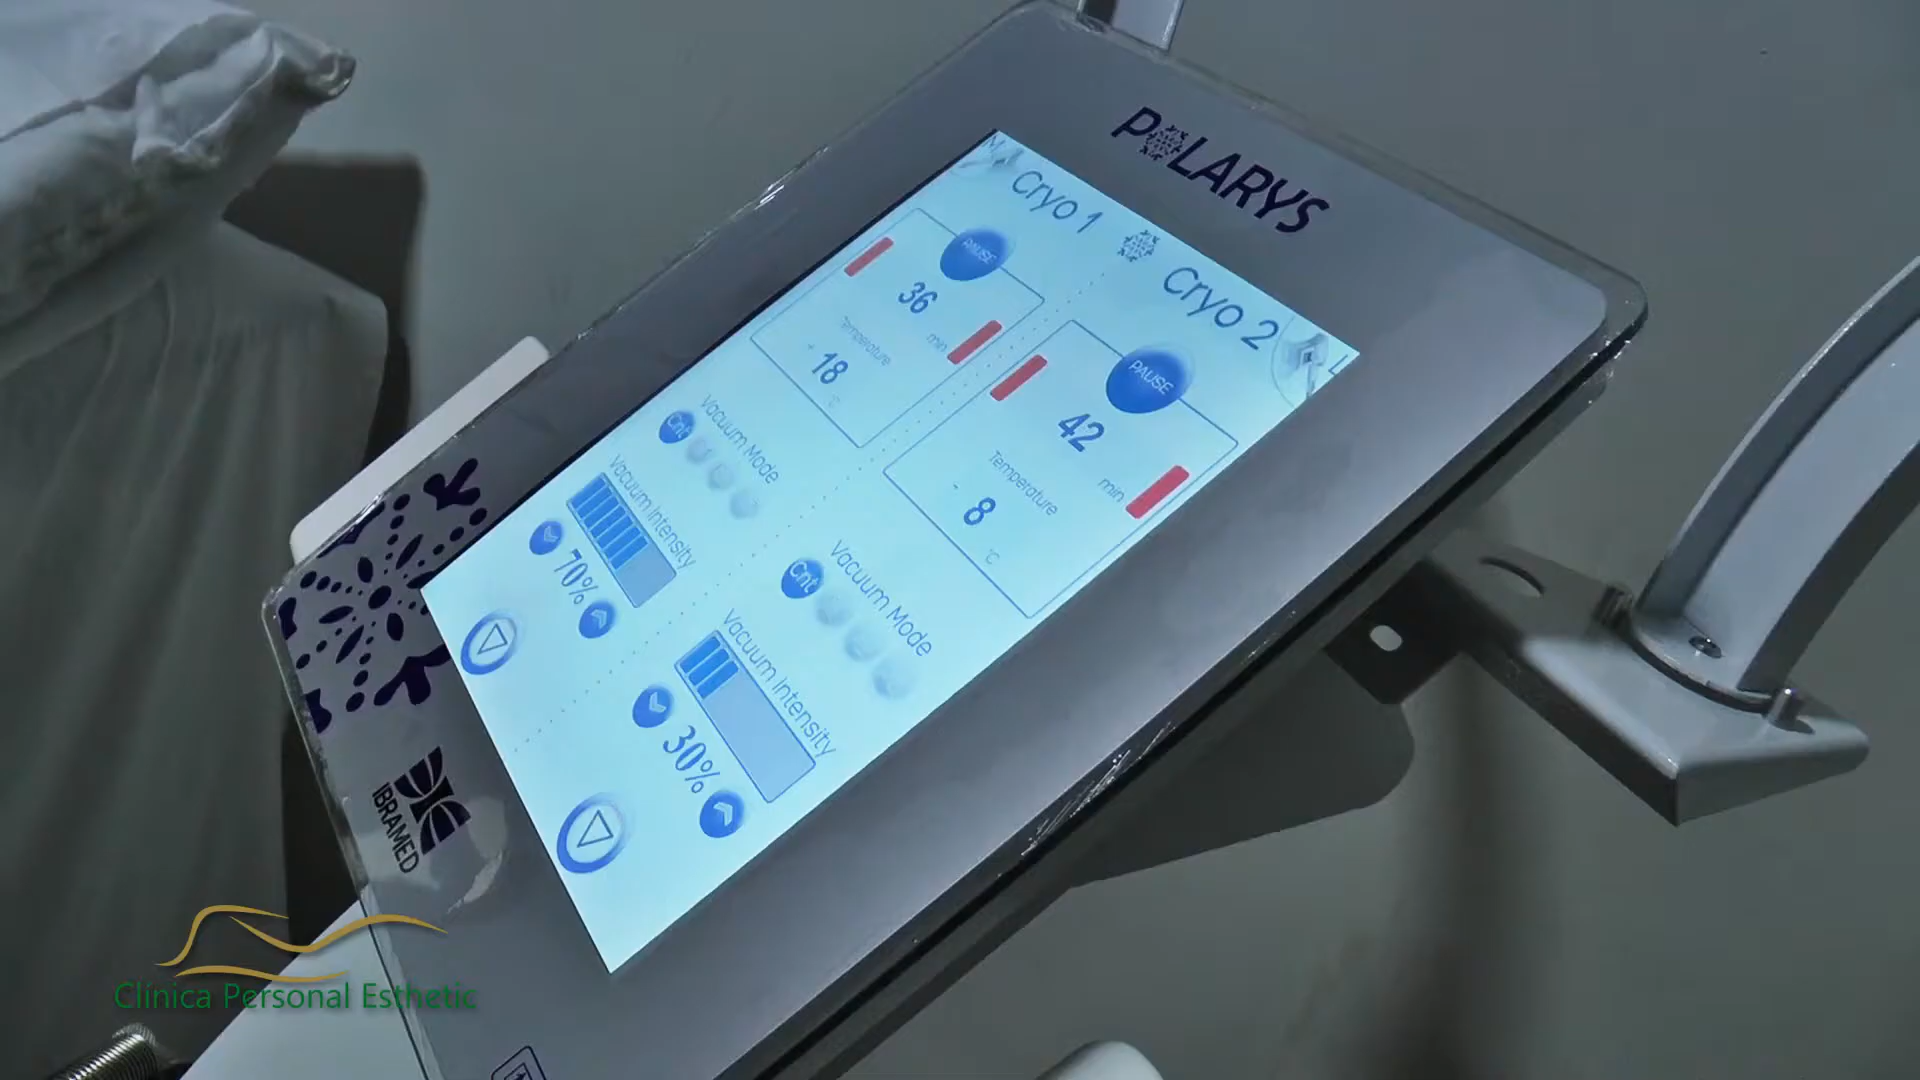 POLARYS
Cryo 1
PAUSE
36
min
Temperature
+ 18 °C
Vacuum Mode
Cnt
Vacuum Intensity
70%
Cryo 2
PAUSE
42
min
Temperature
- 8 °C
Vacuum Mode
Cnt
Vacuum Intensity
30%
IBRAMED
Clínica Personal Esthetic